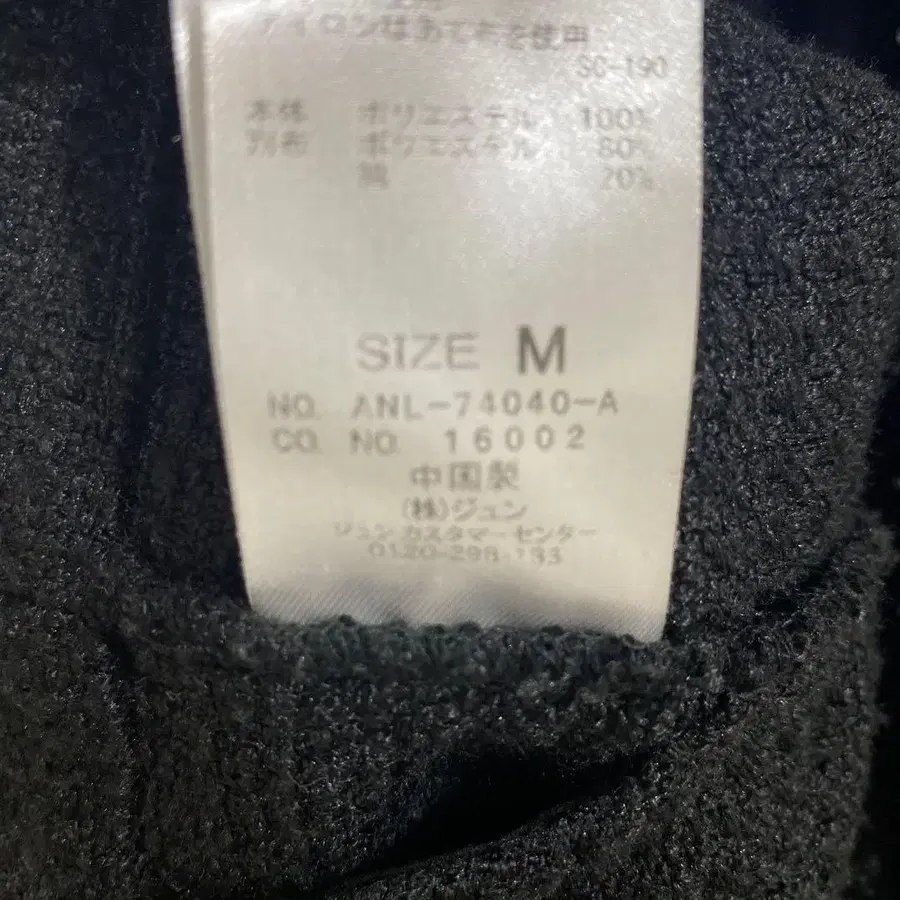 アイロンはあて布を使用
SG-190
本体 ポリエステル 100%
別布 ポリエステル 80%
綿 20%
SIZE M
NO. ANL-74040-A
CO. NO. 16002
中国製
(株)ジュン
ジュン カスタマーセンター
0120-298-133